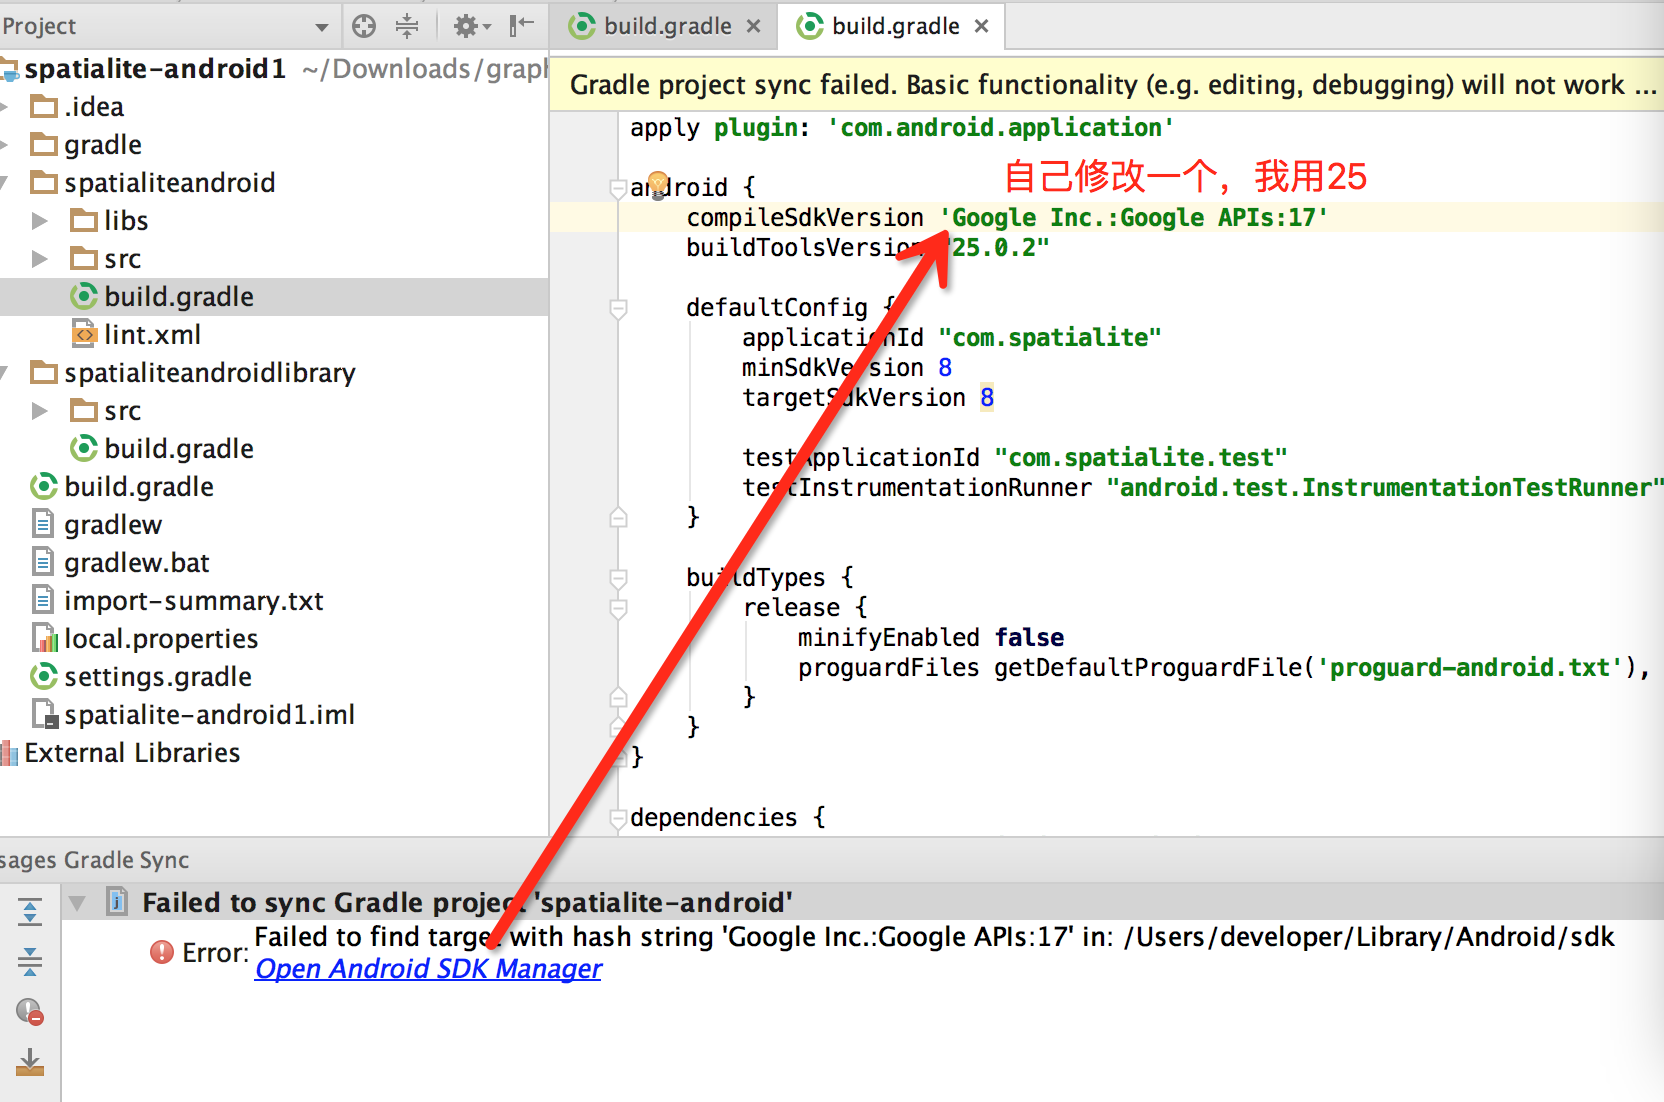 Project
build.gradle
build.gradle
spatialite-android1 ~/Downloads/graph
.idea
gradle
spatialiteandroid
libs
src
build.gradle
lint.xml
spatialiteandroidlibrary
src
build.gradle
build.gradle
gradlew
gradlew.bat
import-summary.txt
local.properties
settings.gradle
spatialite-android1.iml
External Libraries
Gradle project sync failed. Basic functionality (e.g. editing, debugging) will not work ...
apply plugin: 'com.android.application'
自己修改一个，我用25
android {
compileSdkVersion 'Google Inc.:Google APIs:17'
buildToolsVersion "25.0.2"
defaultConfig {
applicationId "com.spatialite"
minSdkVersion 8
targetSdkVersion 8
testApplicationId "com.spatialite.test"
testInstrumentationRunner "android.test.InstrumentationTestRunner"
}
buildTypes {
release {
minifyEnabled false
proguardFiles getDefaultProguardFile('proguard-android.txt'),
}
}
}
dependencies {
sages Gradle Sync
Failed to sync Gradle project 'spatialite-android'
Error: Failed to find target with hash string 'Google Inc.:Google APIs:17' in: /Users/developer/Library/Android/sdk
Open Android SDK Manager